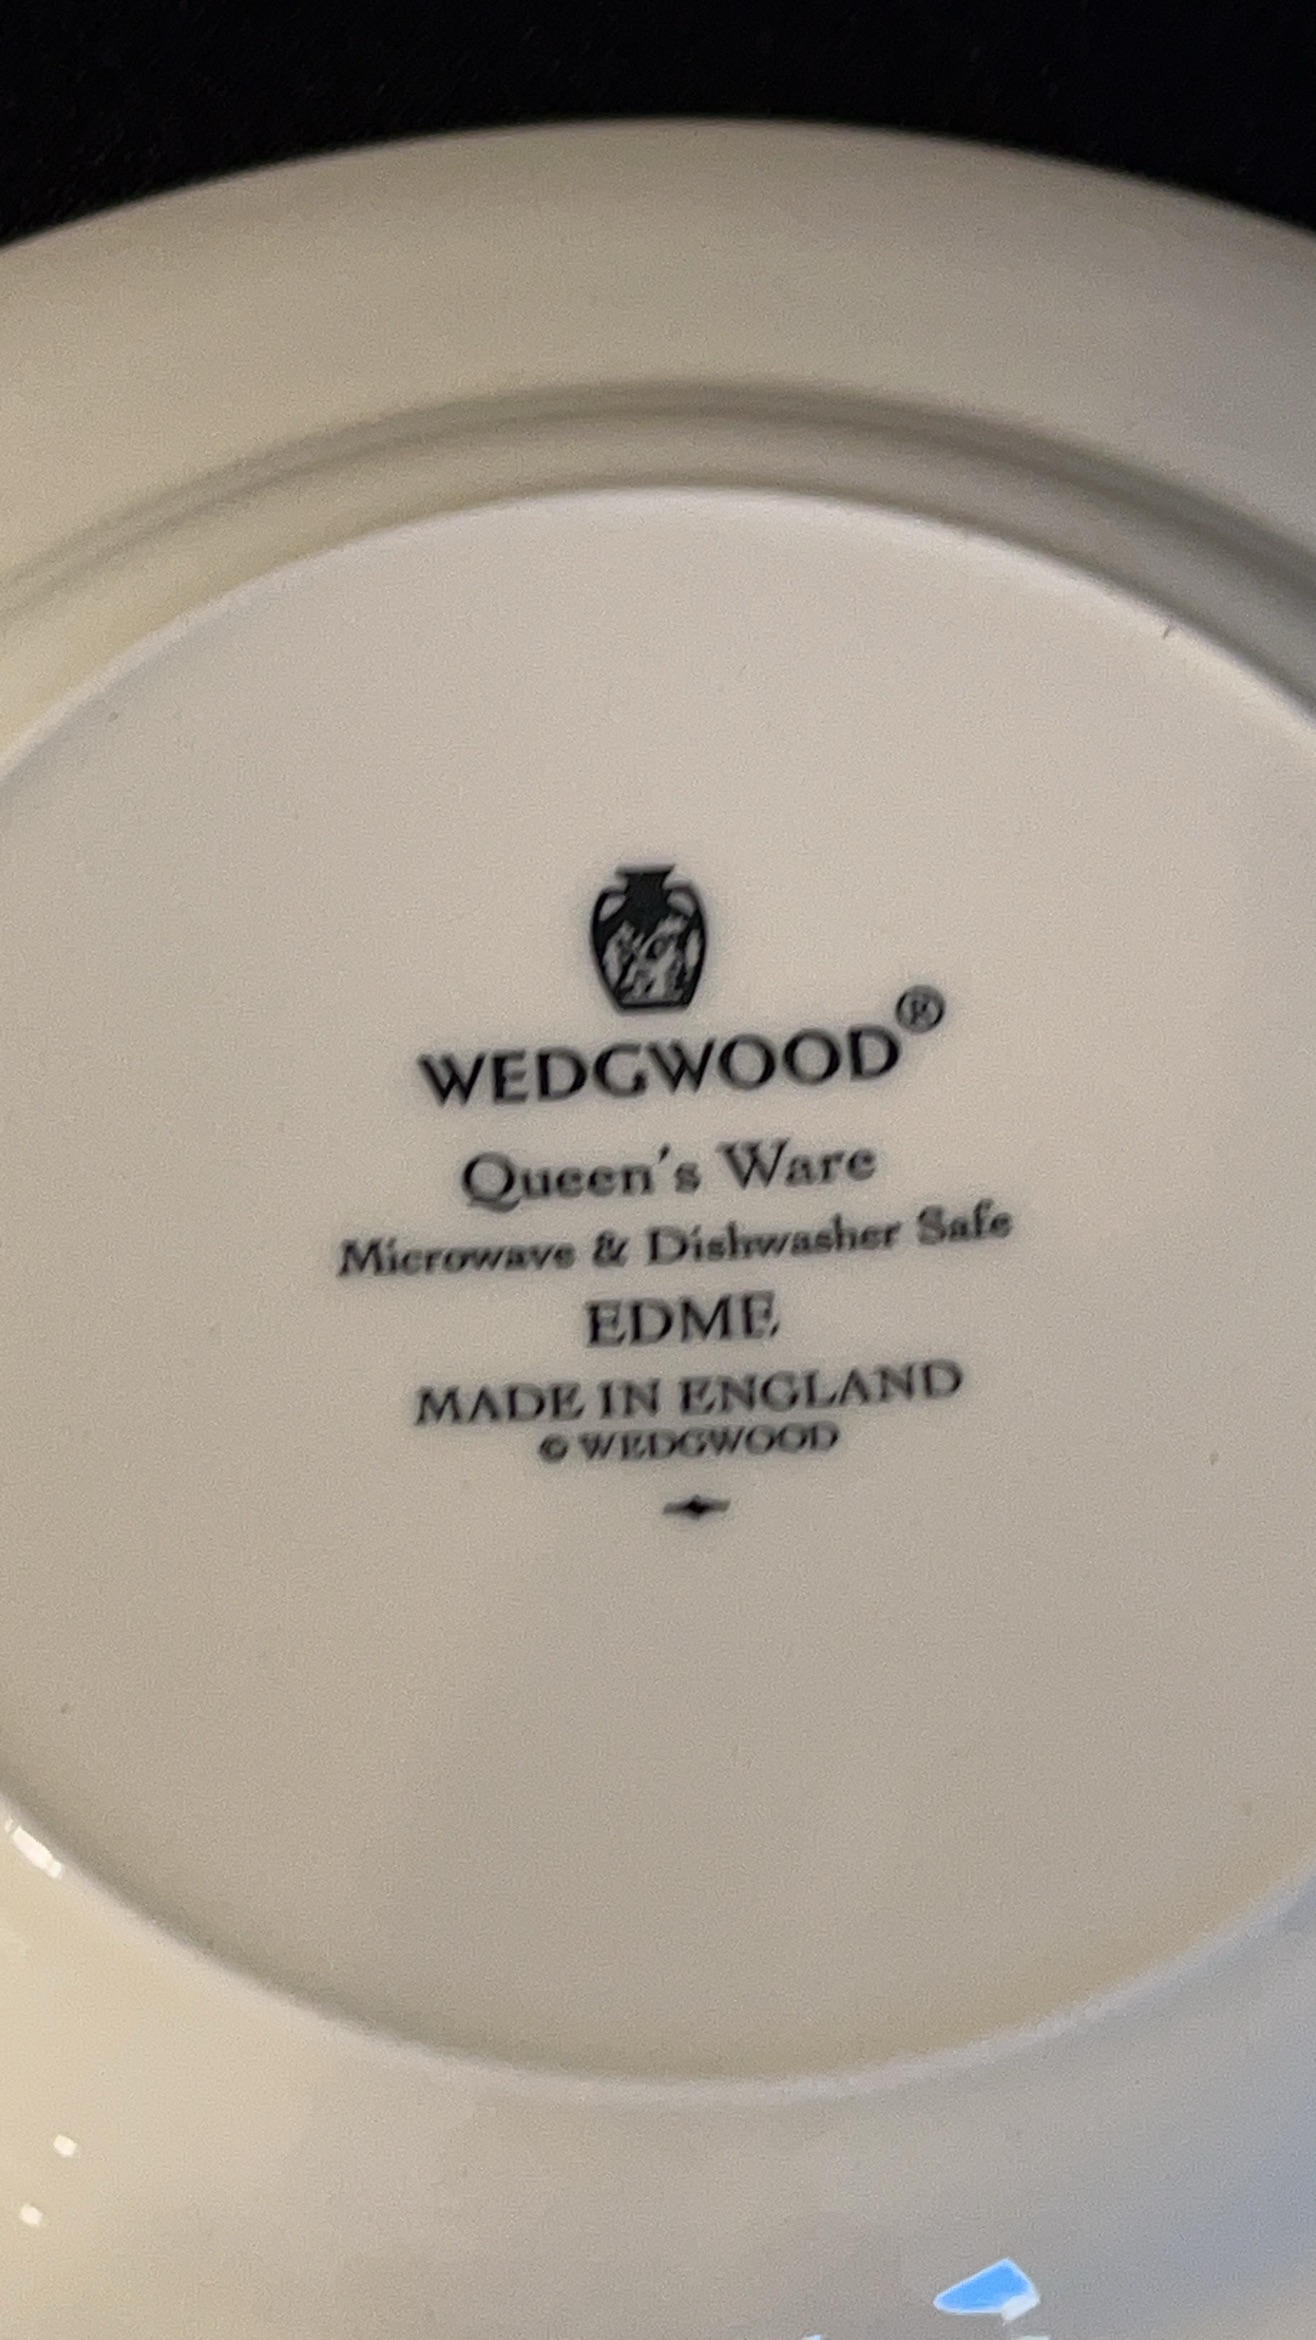 WEDGWOOD®
Queen's Ware
Microwave & Dishwasher Safe
EDME
MADE IN ENGLAND
© WEDGWOOD